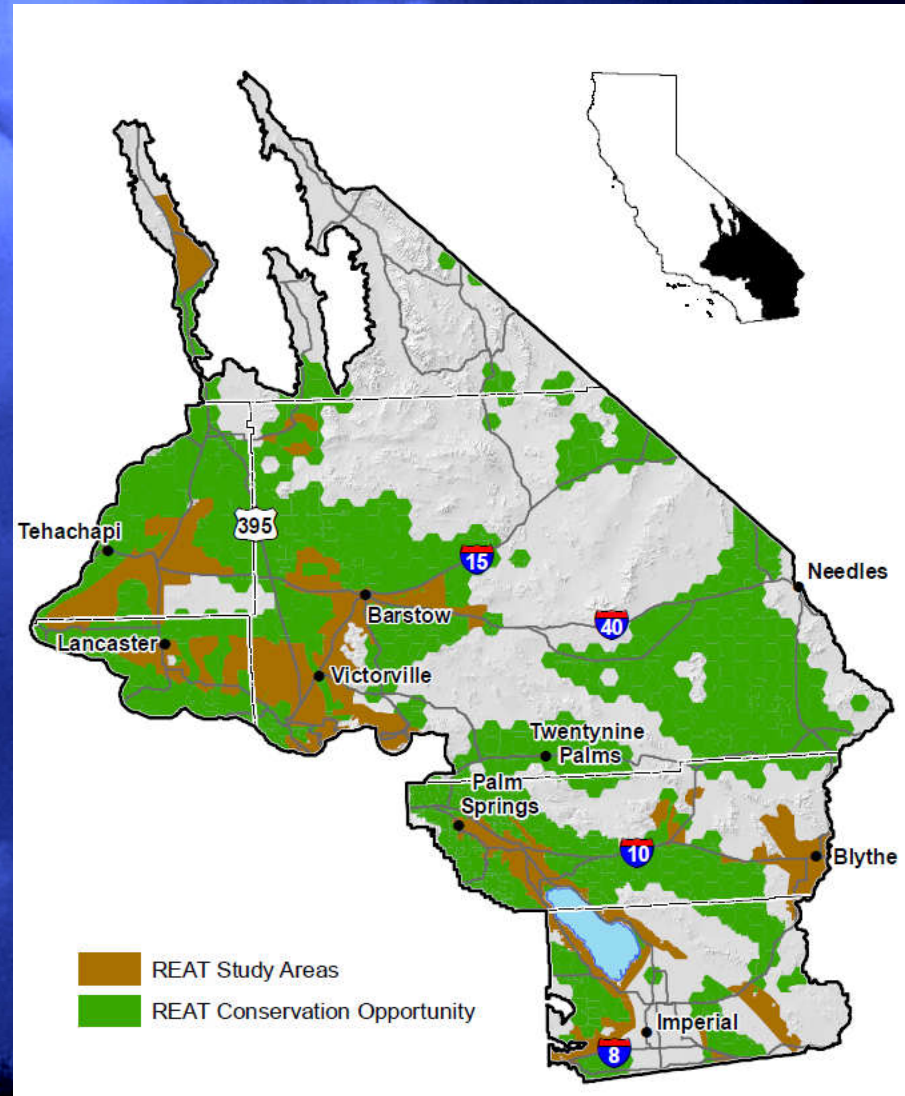 Tehachapi
395
15
Needles
Barstow
40
Lancaster
Victorville
Twentynine
Palms
Palm
Springs
10
Blythe
REAT Study Areas
REAT Conservation Opportunity
Imperial
8